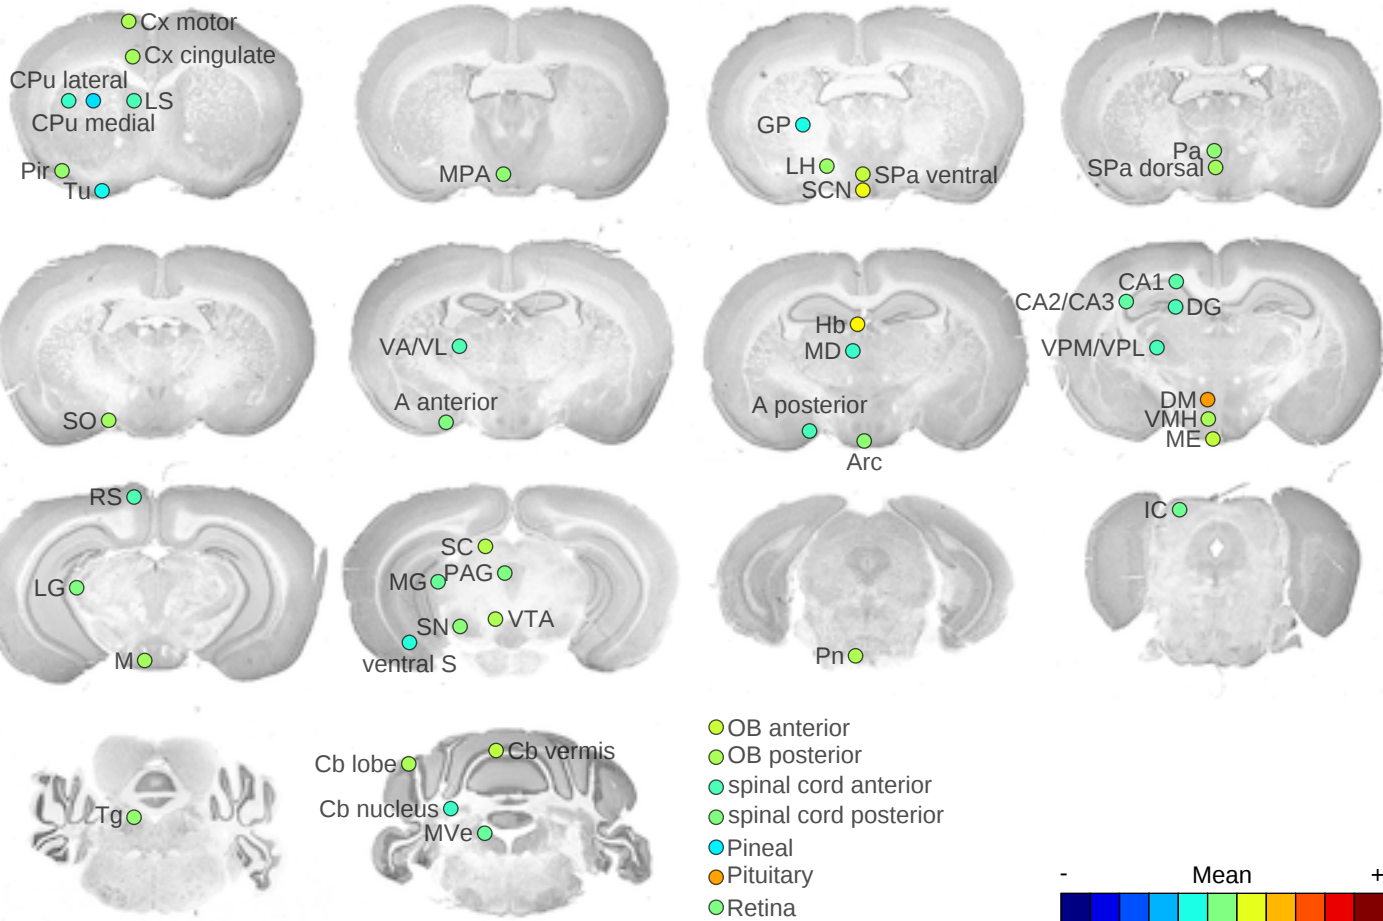 Cx motor
Cx cingulate
CPu lateral
LS
CPu medial
Pir
Tu
MPA
GP
LH
SPa ventral
SCN
Pa
SPa dorsal
SO
VA/VL
A anterior
Hb
MD
A posterior
Arc
CA1
CA2/CA3
DG
VPM/VPL
DM
VMH
ME
RS
LG
M
SC
PAG
MG
VTA
SN
ventral S
Pn
IC
Tg
Cb vermis
Cb lobe
Cb nucleus
MVe
OB anterior
OB posterior
spinal cord anterior
spinal cord posterior
Pineal
Pituitary
Retina
- Mean +